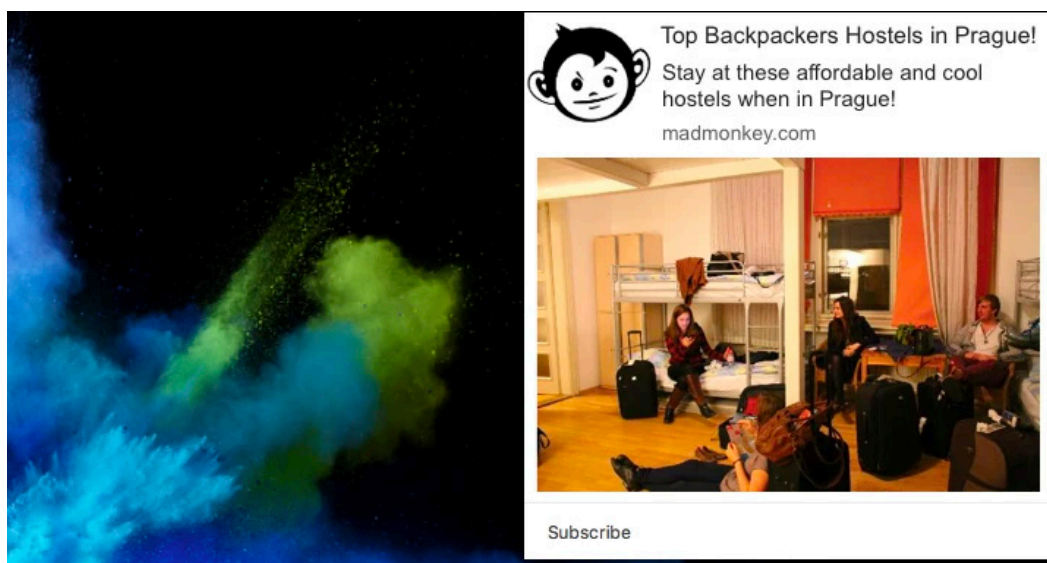 Top Backpackers Hostels in Prague!
Stay at these affordable and cool
hostels when in Prague!
madmonkey.com
Subscribe